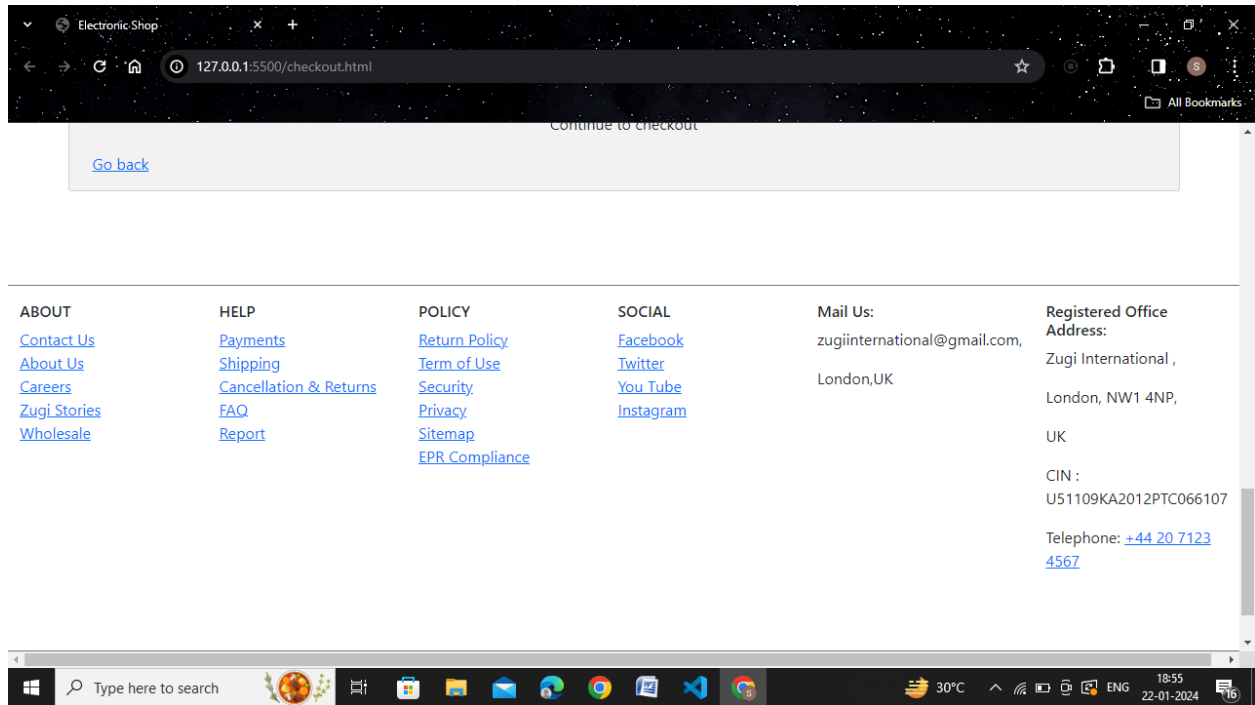 Electronic Shop
127.0.0.1:5500/checkout.html
All Bookmarks
Continue to checkout
Go back
ABOUT
Contact Us
About Us
Careers
Zugi Stories
Wholesale
HELP
Payments
Shipping
Cancellation & Returns
FAQ
Report
POLICY
Return Policy
Term of Use
Security
Privacy
Sitemap
EPR Compliance
SOCIAL
Facebook
Twitter
You Tube
Instagram
Mail Us:
zugiinternational@gmail.com,
London,UK
Registered Office
Address:
Zugi International ,
London, NW1 4NP,
UK
CIN :
U51109KA2012PTC066107
Telephone: +44 20 7123
4567
Type here to search
30°C
ENG
18:55
22-01-2024
16
S